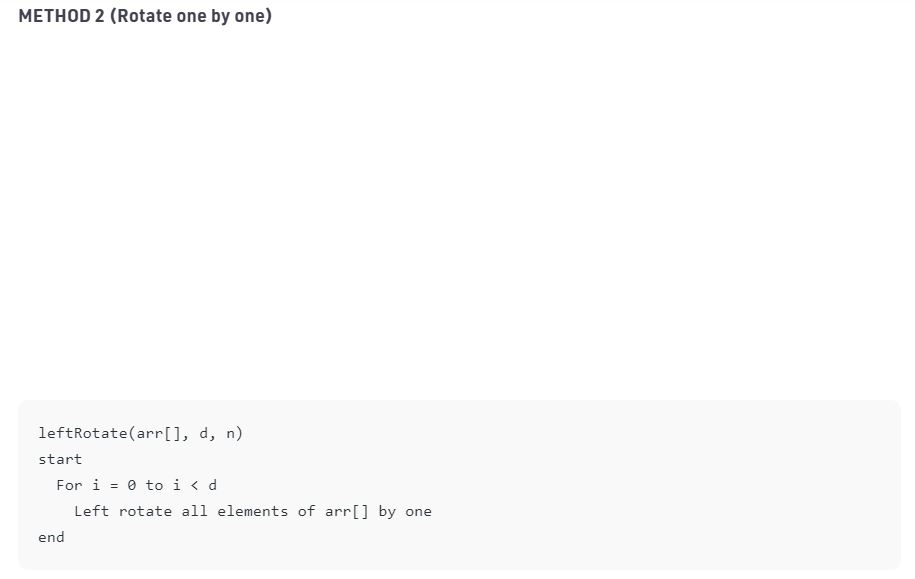 METHOD 2 (Rotate one by one)
leftRotate(arr[], d, n)
start
  For i = 0 to i < d
    Left rotate all elements of arr[] by one
end